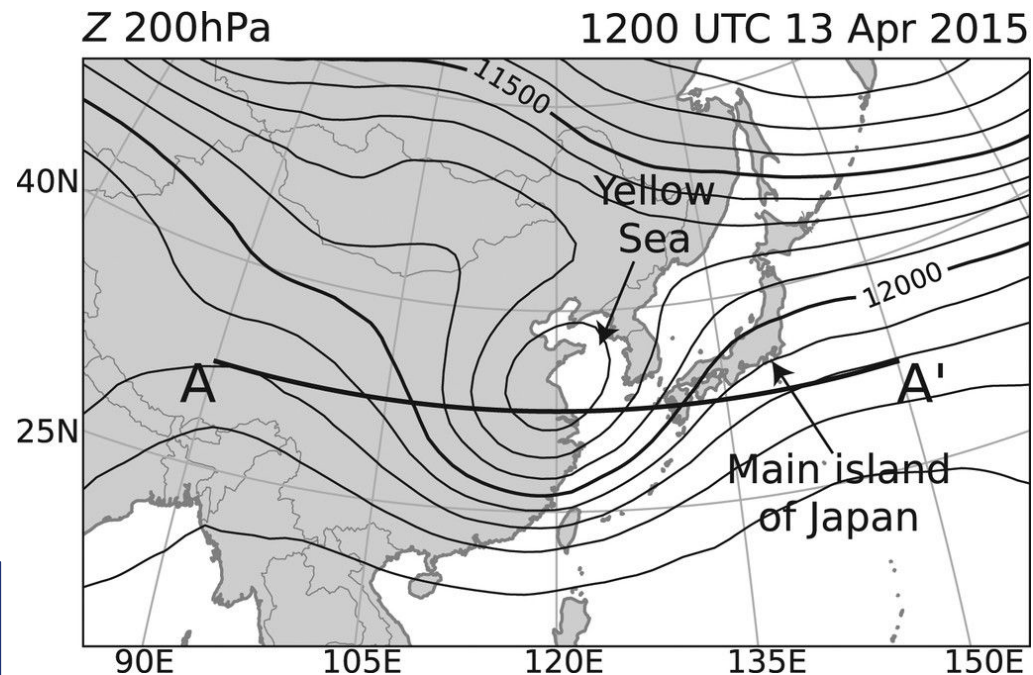 Z 200hPa
1200 UTC 13 Apr 2015
11500
40N
Yellow
Sea
12000
A
A'
25N
Main island
of Japan
90E
105E
120E
135E
150E